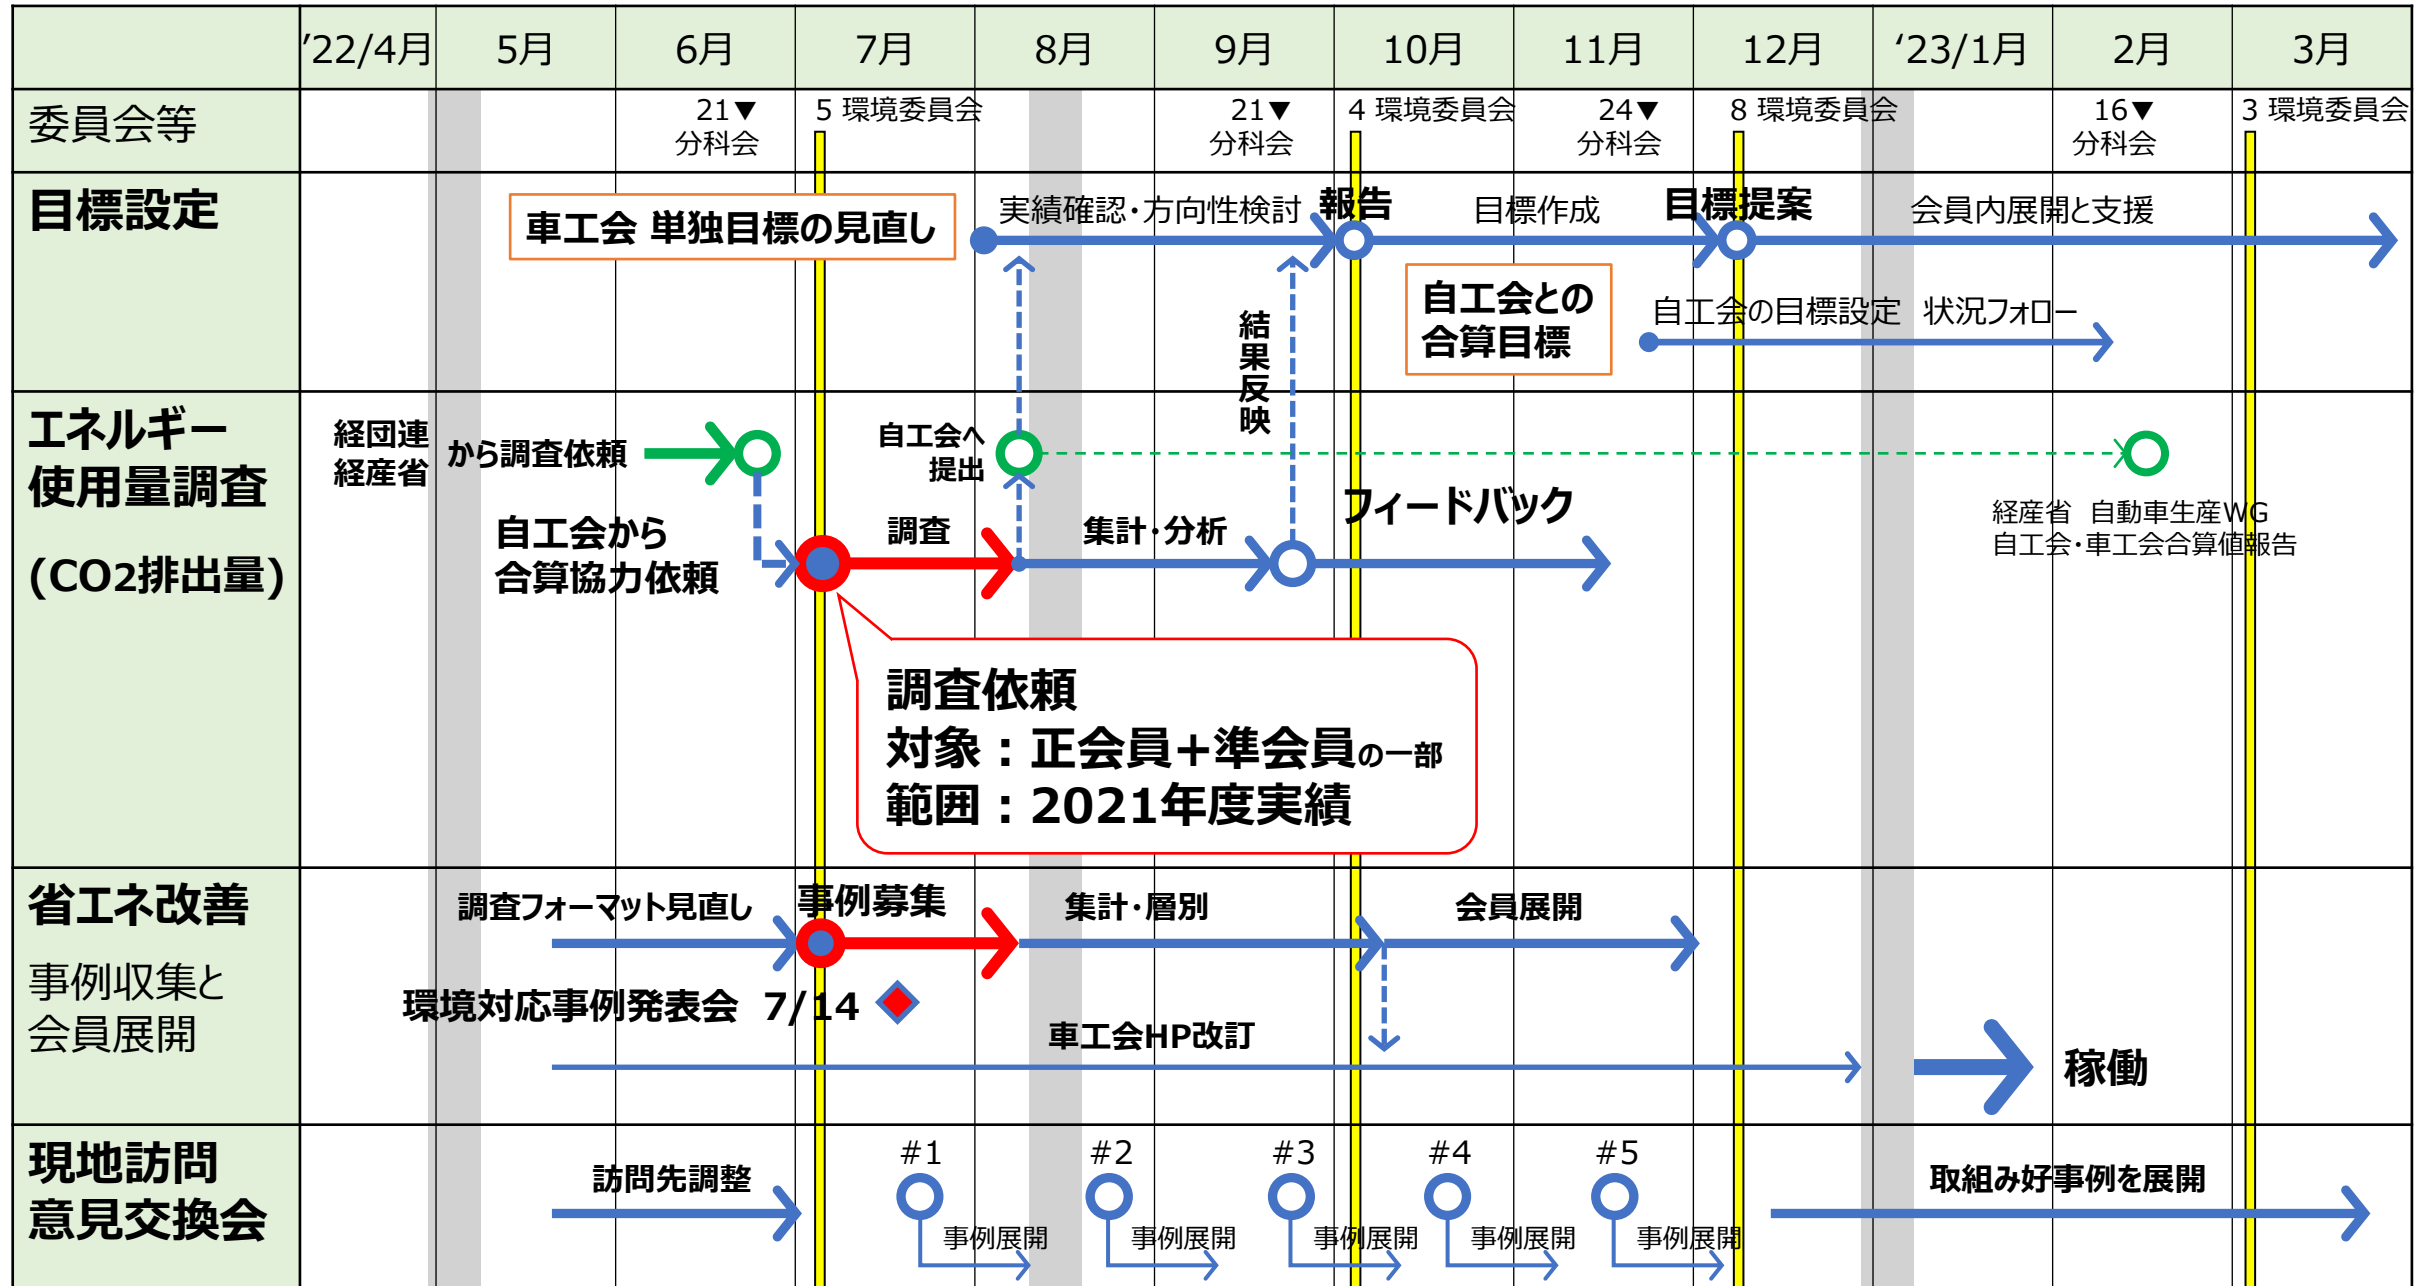 ’22/4月 5月 6月 7月 8月 9月 10月 11月 12月 ‘23/1月 2月 3月
委員会等
21▼
分科会
5 環境委員会
21▼
分科会
4 環境委員会
24▼
分科会
8 環境委員会
16▼
分科会
3 環境委員会
目標設定
車工会 単独目標の見直し
実績確認・方向性検討
報告
目標作成
目標提案
会員内展開と支援
自工会との
合算目標
自工会の目標設定 状況フォロー
結果反映
エネルギー
使用量調査
(CO2排出量)
経団連
経産省
から調査依頼
自工会へ
提出
自工会から
合算協力依頼
調査
集計・分析
フィードバック
経産省 自動車生産WG
自工会・車工会合算値報告
調査依頼
対象：正会員+準会員の一部
範囲：2021年度実績
省エネ改善
事例収集と
会員展開
調査フォーマット見直し
事例募集
集計・層別
会員展開
環境対応事例発表会 7/14
車工会HP改訂
稼働
現地訪問
意見交換会
訪問先調整
#1
事例展開
#2
事例展開
#3
事例展開
#4
事例展開
#5
事例展開
取組み好事例を展開